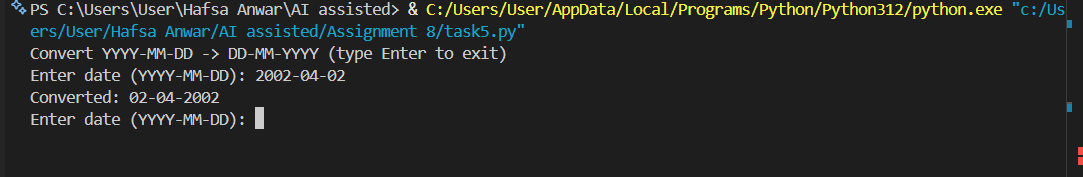 PS C:\Users\User\Hafsa Anwar\AI assisted> & C:/Users/User/AppData/Local/Programs/Python/Python312/python.exe "c:/Us
ers/User/Hafsa Anwar/AI assisted/Assignment 8/task5.py"
Convert YYYY-MM-DD -> DD-MM-YYYY (type Enter to exit)
Enter date (YYYY-MM-DD): 2002-04-02
Converted: 02-04-2002
Enter date (YYYY-MM-DD):